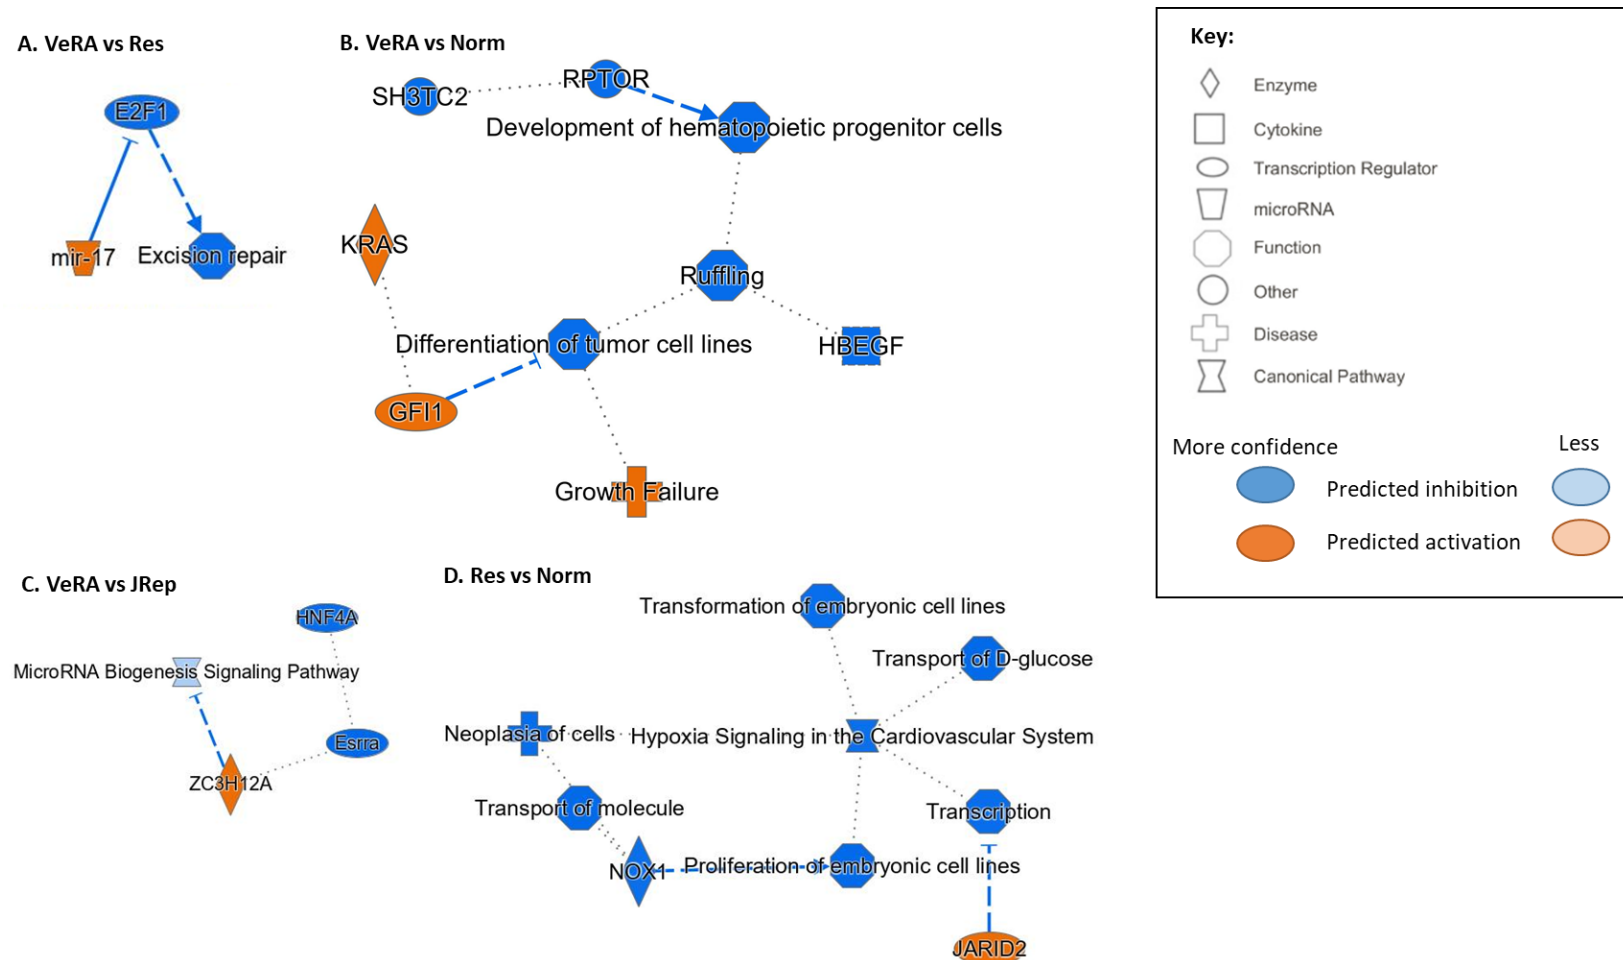 A. VeRA vs Res
E2F1
mir-17
Excision repair
B. VeRA vs Norm
SH3TC2
RPTOR
Development of hematopoietic progenitor cells
KRAS
Ruffling
Differentiation of tumor cell lines
HBEGF
GFI1
Growth Failure
C. VeRA vs JRep
HNF4A
MicroRNA Biogenesis Signaling Pathway
Esrra
ZC3H12A
D. Res vs Norm
Transformation of embryonic cell lines
Transport of D-glucose
Neoplasia of cells
Hypoxia Signaling in the Cardiovascular System
Transport of molecule
Transcription
NOX1
Proliferation of embryonic cell lines
JARID2
Key:
Enzyme
Cytokine
Transcription Regulator
microRNA
Function
Other
Disease
Canonical Pathway
More confidence
Less
Predicted inhibition
Predicted activation